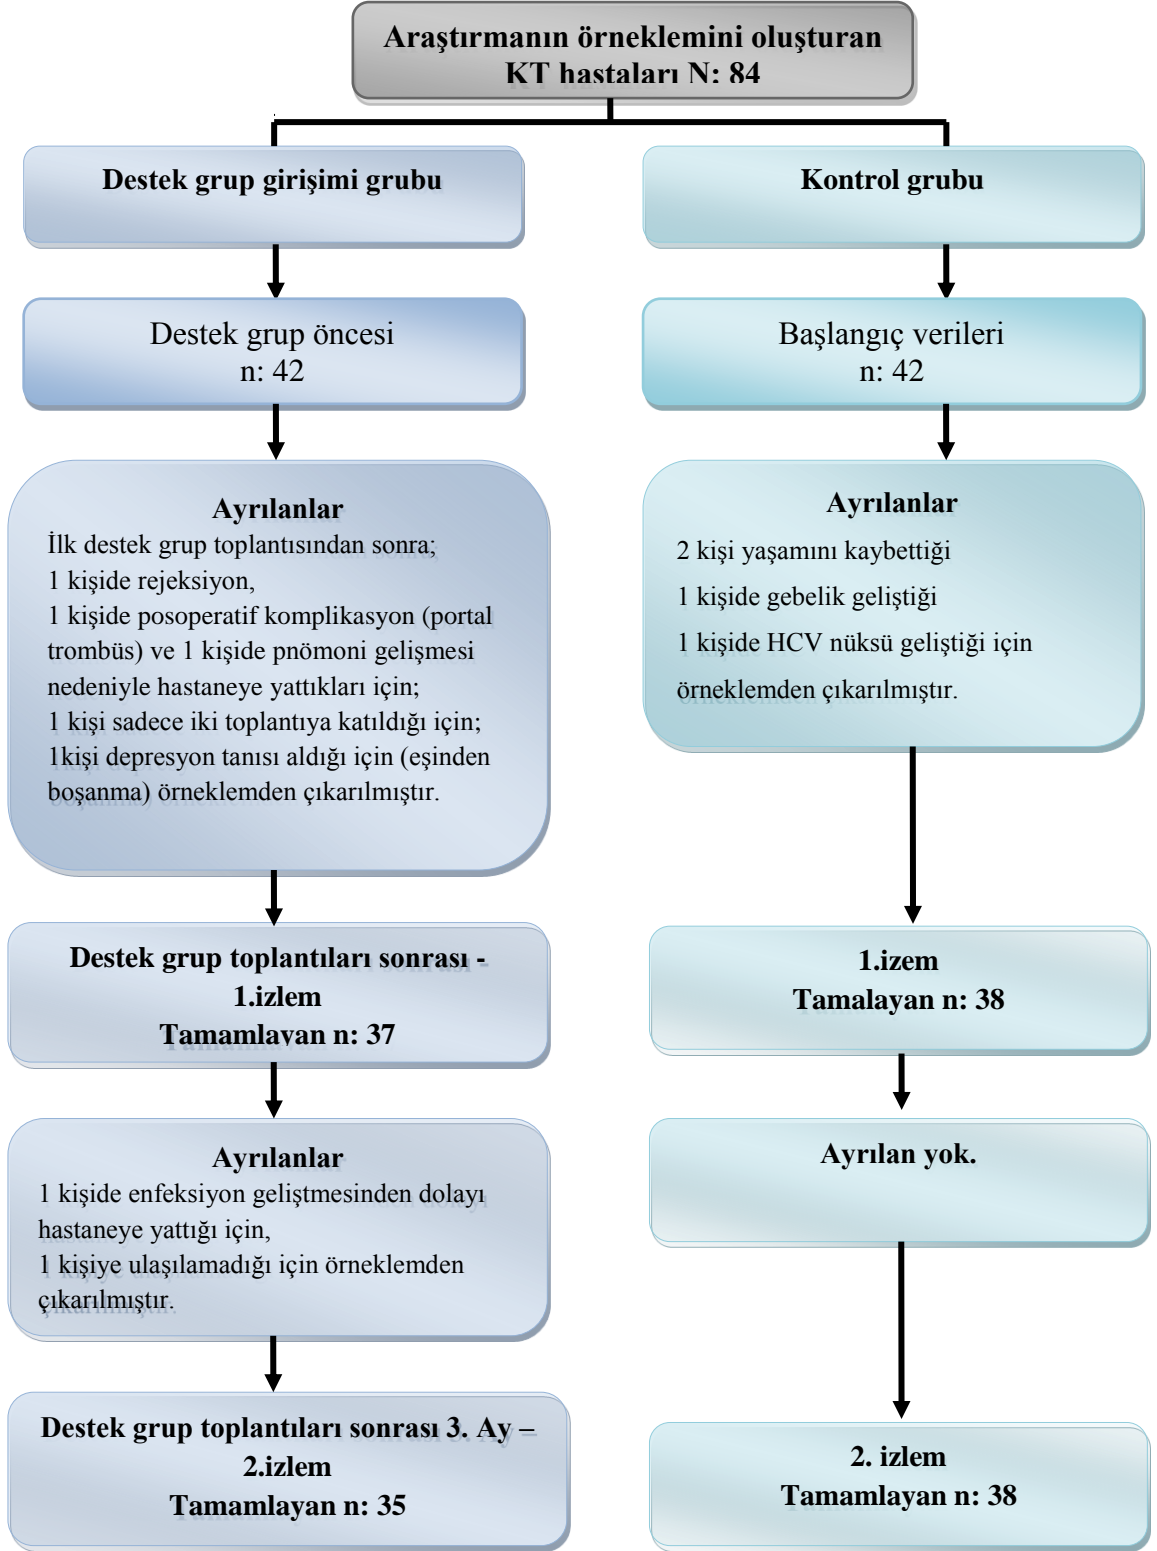 Araştırmanın örneklemini oluşturan
KT hastaları N: 84
Destek grup girişimi grubu
Kontrol grubu
Destek grup öncesi
n: 42
Başlangıç verileri
n: 42
Ayrılanlar
İlk destek grup toplantısından sonra;
1 kişide rejeksiyon,
1 kişide posoperatif komplikasyon (portal
trombüs) ve 1 kişide pnömoni gelişmesi
nedeniyle hastaneye yattıkları için;
1 kişi sadece iki toplantıya katıldığı için;
1kişi depresyon tanısı aldığı için (eşinden
boşanma) örneklemden çıkarılmıştır.
Ayrılanlar
2 kişi yaşamını kaybettiği
1 kişide gebelik geliştiği
1 kişide HCV nüksü geliştiği için
örneklemden çıkarılmıştır.
Destek grup toplantıları sonrası -
1.izlem
Tamamlayan n: 37
1.izem
Tamalayan n: 38
Ayrılanlar
1 kişide enfeksiyon geliştmesinden dolayı
hastaneye yattığı için,
1 kişiye ulaşılamadığı için örneklemden
çıkarılmıştır.
Ayrılan yok.
Destek grup toplantıları sonrası 3. Ay –
2.izlem
Tamamlayan n: 35
2. izlem
Tamamlayan n: 38